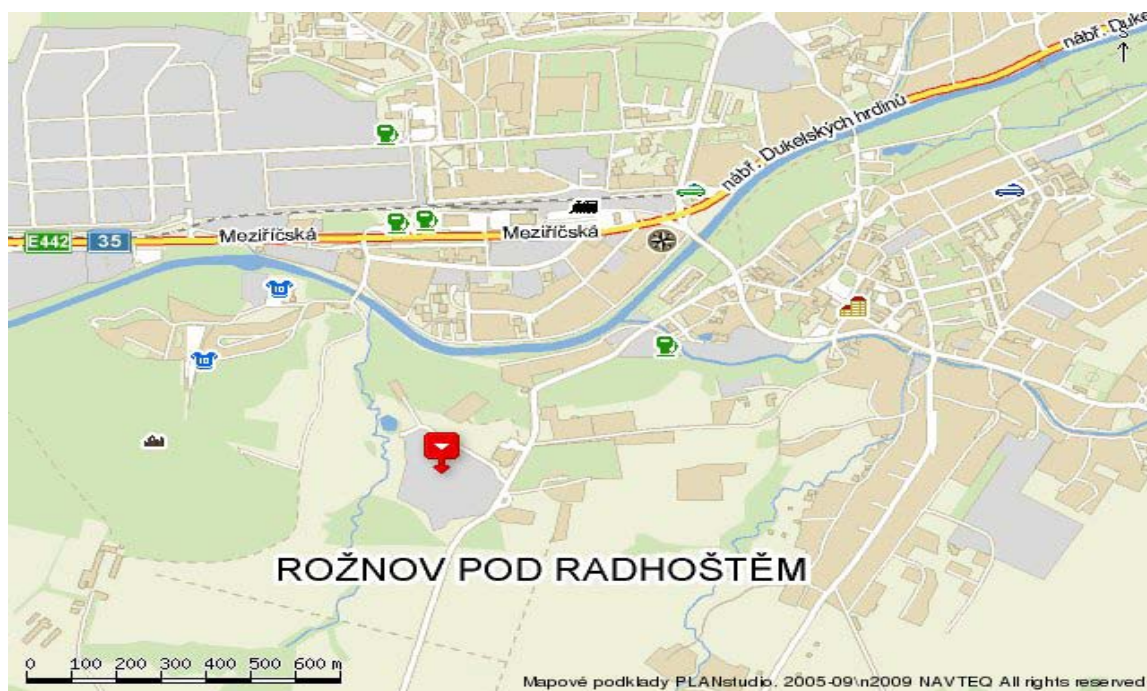 nábř. Duke
S
nábř. Dukelských hrdinů
E442
35
Meziříčská
Meziříčská
10
10
ROŽNOV POD RADHOŠTĚM
0 100 200 300 400 500 600 m
Mapové podklady PLANstudio. 2005-09\n2009 NAVTEQ All rights reserved